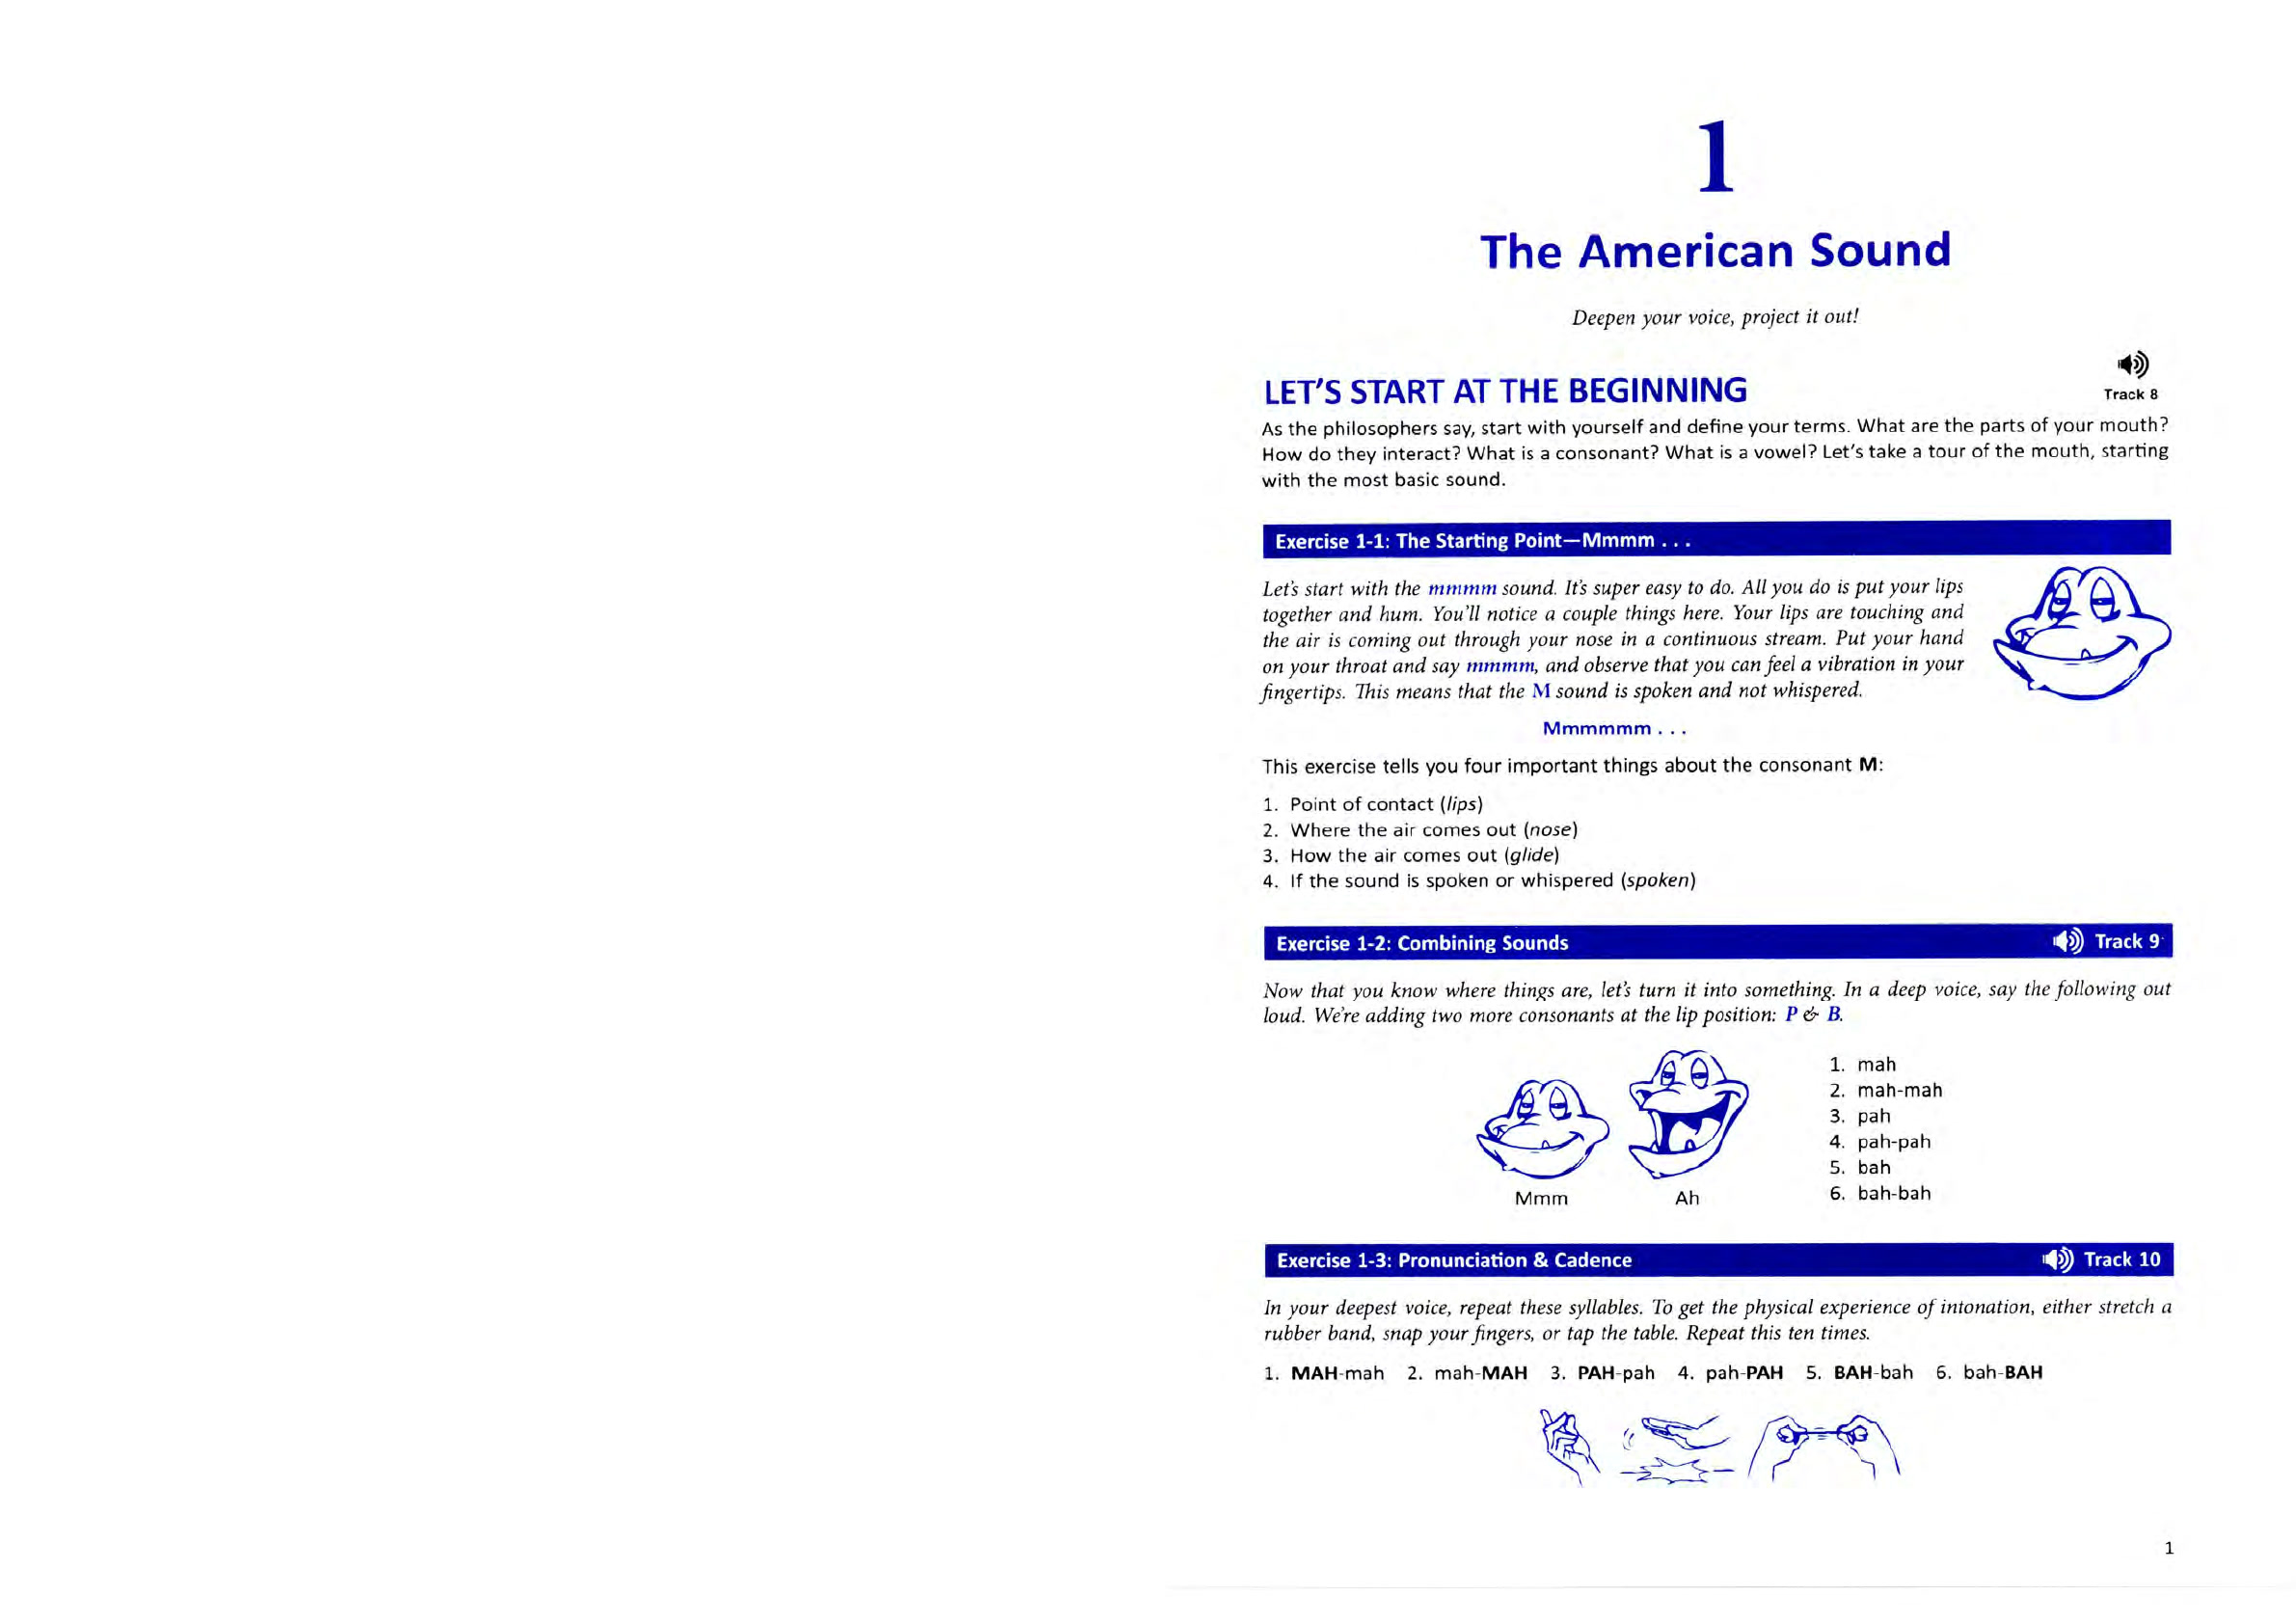 1
The American Sound
Deepen your voice, project it out!
LET'S START AT THE BEGINNING
Track 8
As the philosophers say, start with yourself and define your terms. What are the parts of your mouth?
How do they interact? What is a consonant? What is a vowel? Let's take a tour of the mouth, starting
with the most basic sound.
Exercise 1-1: The Starting Point—Mmmm . . .
Let's start with the mmmm sound. It's super easy to do. All you do is put your lips
together and hum. You'll notice a couple things here. Your lips are touching and
the air is coming out through your nose in a continuous stream. Put your hand
on your throat and say mmmm, and observe that you can feel a vibration in your
fingertips. This means that the M sound is spoken and not whispered.
Mmmmmm . . .
This exercise tells you four important things about the consonant M:
1. Point of contact (lips)
2. Where the air comes out (nose)
3. How the air comes out (glide)
4. If the sound is spoken or whispered (spoken)
Exercise 1-2: Combining Sounds Track 9
Now that you know where things are, let's turn it into something. In a deep voice, say the following out
loud. We're adding two more consonants at the lip position: P & B.
Mmm Ah
1. mah
2. mah-mah
3. pah
4. pah-pah
5. bah
6. bah-bah
Exercise 1-3: Pronunciation & Cadence Track 10
In your deepest voice, repeat these syllables. To get the physical experience of intonation, either stretch a
rubber band, snap your fingers, or tap the table. Repeat this ten times.
1. MAH-mah 2. mah-MAH 3. PAH-pah 4. pah-PAH 5. BAH-bah 6. bah-BAH
1